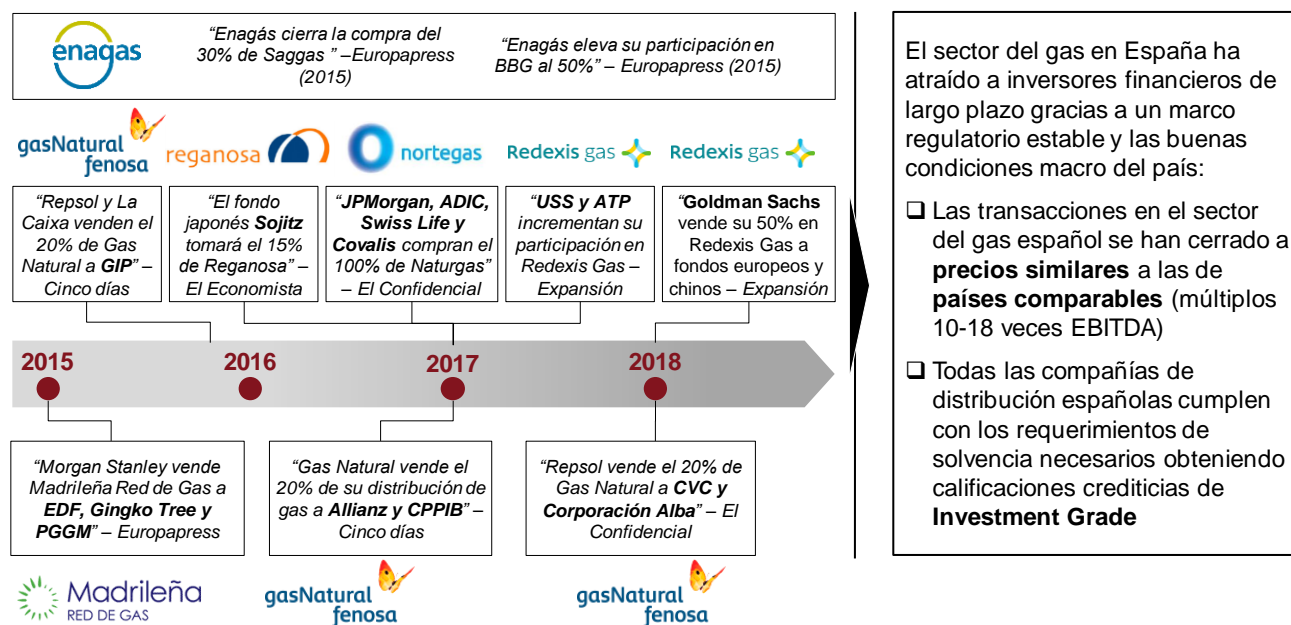 enagas
“Enagás cierra la compra del
30% de Saggas ” –Europapress
(2015)
“Enagás eleva su participación en
BBG al 50%” – Europapress (2015)
gasNatural
fenosa
reganosa
nortegas
Redexis gas
Redexis gas
“Repsol y La
Caixa venden el
20% de Gas
Natural a GIP” –
Cinco días
“El fondo
japonés Sojitz
tomará el 15%
de Reganosa” –
El Economista
“JPMorgan, ADIC,
Swiss Life y
Covalis compran el
100% de Naturgas”
– El Confidencial
“USS y ATP
incrementan su
participación en
Redexis Gas –
Expansión
“Goldman Sachs
vende su 50% en
Redexis Gas a
fondos europeos y
chinos – Expansión
2015
2016
2017
2018
“Morgan Stanley vende
Madrileña Red de Gas a
EDF, Gingko Tree y
PGGM” – Europapress
“Gas Natural vende el
20% de su distribución de
gas a Allianz y CPPIB” –
Cinco días
“Repsol vende el 20% de
Gas Natural a CVC y
Corporación Alba” – El
Confidencial
Madrileña
RED DE GAS
gasNatural
fenosa
gasNatural
fenosa
El sector del gas en España ha
atraído a inversores financieros de
largo plazo gracias a un marco
regulatorio estable y las buenas
condiciones macro del país:
Las transacciones en el sector
del gas español se han cerrado a
precios similares a las de
países comparables (múltiplos
10-18 veces EBITDA)
Todas las compañías de
distribución españolas cumplen
con los requerimientos de
solvencia necesarios obteniendo
calificaciones crediticias de
Investment Grade